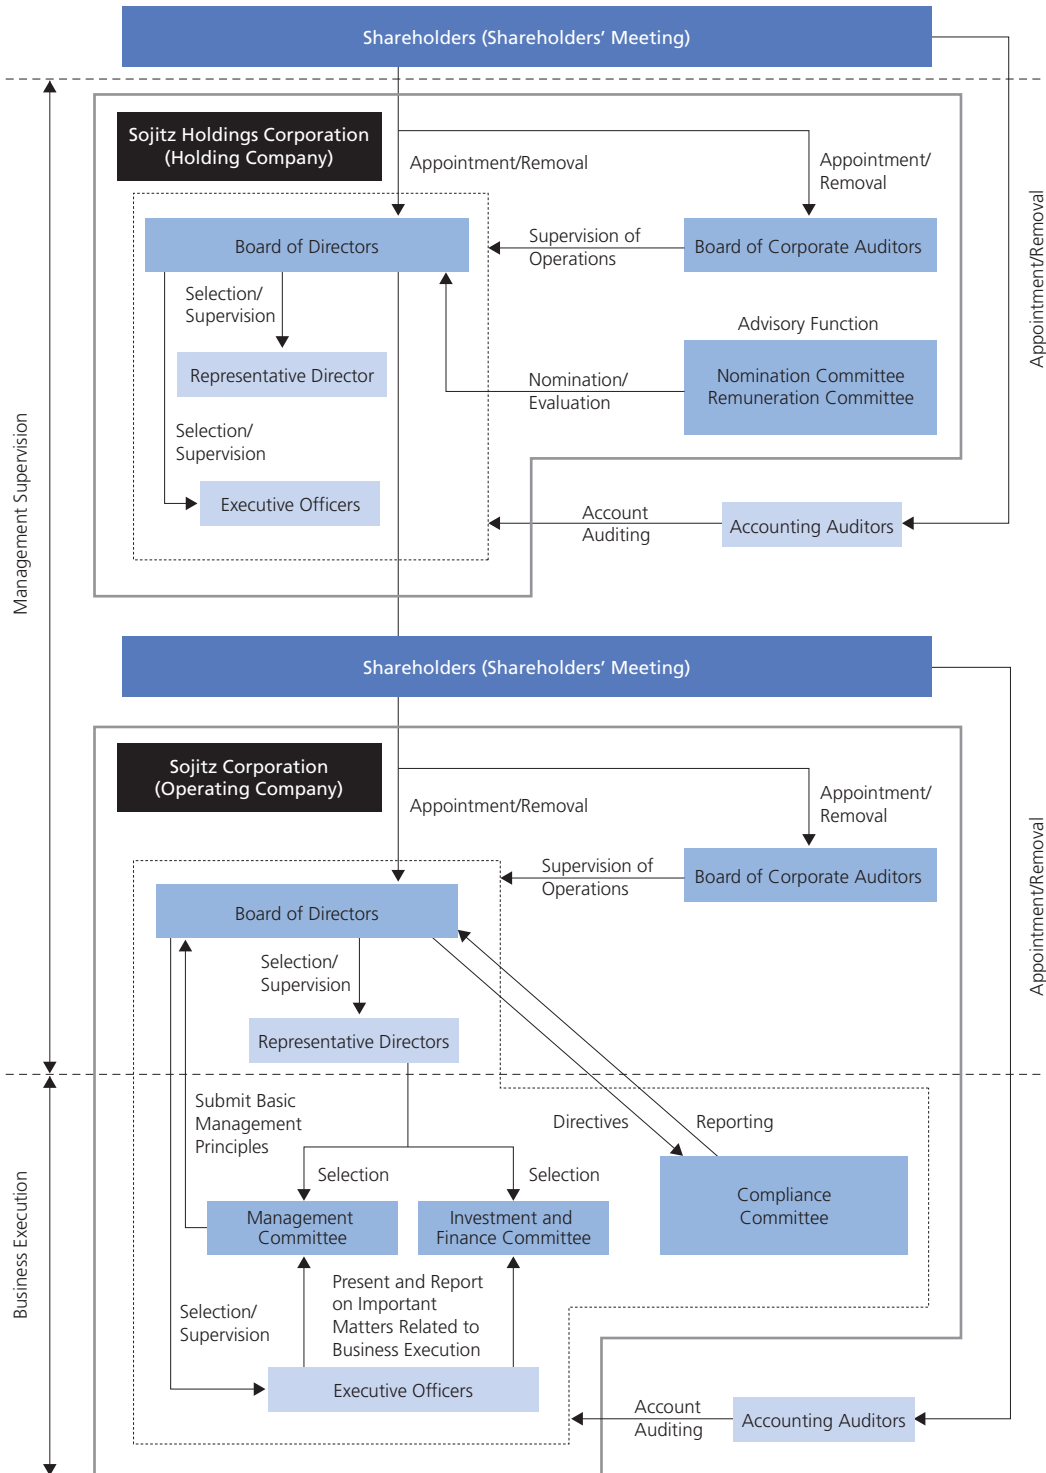 Shareholders (Shareholders’ Meeting)
Sojitz Holdings Corporation
(Holding Company)
Appointment/Removal
Appointment/
Removal
Appointment/Removal
Board of Directors
Supervision of
Operations
Board of Corporate Auditors
Selection/
Supervision
Advisory Function
Representative Director
Nomination/
Evaluation
Nomination Committee
Remuneration Committee
Selection/
Supervision
Executive Officers
Account
Auditing
Accounting Auditors
Management Supervision
Shareholders (Shareholders’ Meeting)
Sojitz Corporation
(Operating Company)
Appointment/Removal
Appointment/
Removal
Appointment/Removal
Supervision of
Operations
Board of Corporate Auditors
Board of Directors
Selection/
Supervision
Representative Directors
Submit Basic
Management
Principles
Directives
Reporting
Selection
Selection
Compliance
Committee
Management
Committee
Investment and
Finance Committee
Business Execution
Present and Report
on Important
Matters Related to
Business Execution
Selection/
Supervision
Executive Officers
Account
Auditing
Accounting Auditors